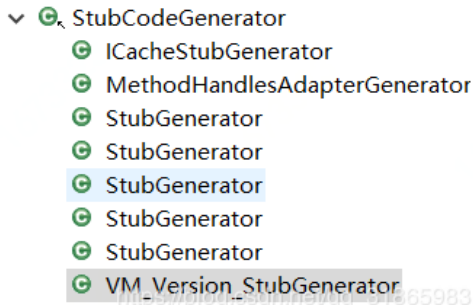 StubCodeGenerator
ICacheStubGenerator
MethodHandlesAdapterGenerator
StubGenerator
StubGenerator
StubGenerator
StubGenerator
StubGenerator
VM_Version_StubGenerator